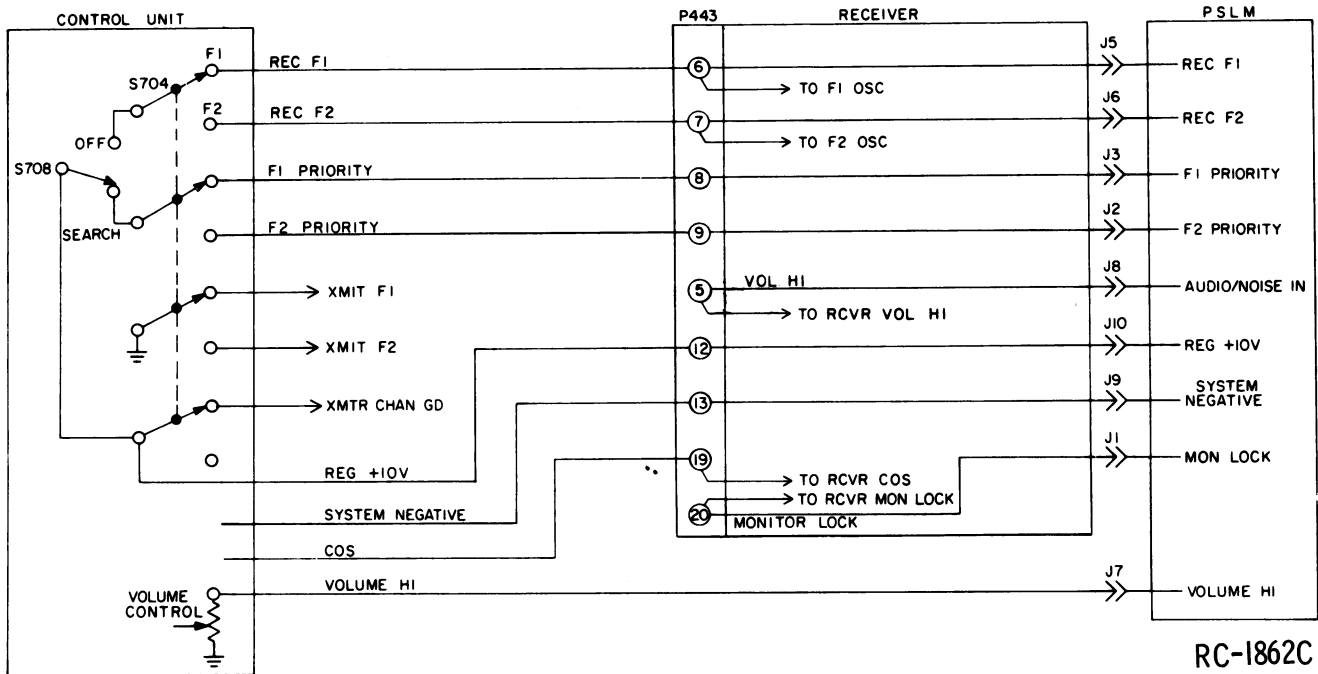 CONTROL UNIT
P443
RECEIVER
PSLM
F1
REC F1
6
J5
REC F1
S704
TO F1 OSC
F2
REC F2
7
J6
REC F2
OFF
TO F2 OSC
S708
F1 PRIORITY
8
J3
F1 PRIORITY
SEARCH
F2 PRIORITY
9
J2
F2 PRIORITY
XMIT F1
5
VOL HI
J8
AUDIO/NOISE IN
TO RCVR VOL HI
XMIT F2
12
J10
REG +10V
XMTR CHAN GD
13
J9
SYSTEM
NEGATIVE
REG +10V
19
J1
MON LOCK
TO RCVR COS
TO RCVR MON LOCK
SYSTEM NEGATIVE
20
MONITOR LOCK
COS
VOLUME HI
J7
VOLUME HI
VOLUME
CONTROL
RC-1862C